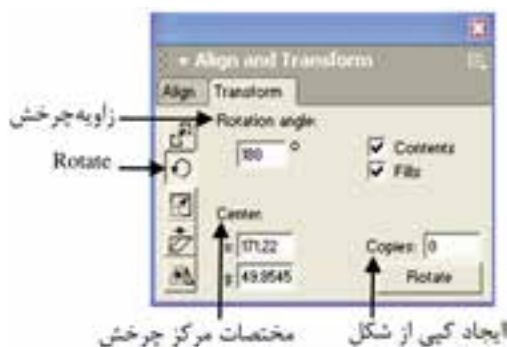 Align and Transform
Align Transform
زاویه چرخش
Rotation angle:
180 °
Contents
Rotate
Fills
Center:
x: 171.22
Copies: 0
y: 49.8545
Rotate
مختصات مرکز چرخش
ایجاد کپی از شکل